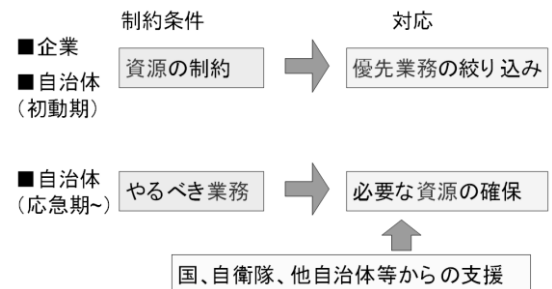 制約条件 対応
■企業
■自治体
（初動期）
資源の制約 優先業務の絞り込み
■自治体
（応急期~）
やるべき業務 必要な資源の確保
国、自衛隊、他自治体等からの支援